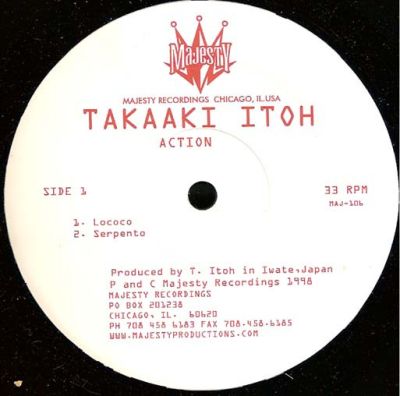 MAJESTY
MAJESTY RECORDINGS CHICAGO, IL.USA
TAKAAKI ITOH
ACTION
SIDE 1
33 RPM
MAJ-106
1. Lococo
2. Serpento
Produced by T. Itoh in Iwate,Japan
P and C Majesty Recordings 1998
MAJESTY RECORDINGS
PO BOX 201238
CHICAGO, IL. 60620
PH 708 458 6183 FAX 708.458.6185
WWW.MAJESTYPRODUCTIONS.COM